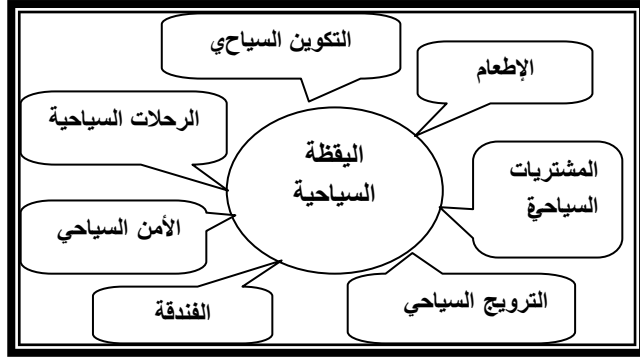 التكوين السياحي
الإطعام
الرحلات السياحية
اليقظة
السياحية
المشتريات
السياحية
الأمن السياحي
الترويج السياحي
الفندقة